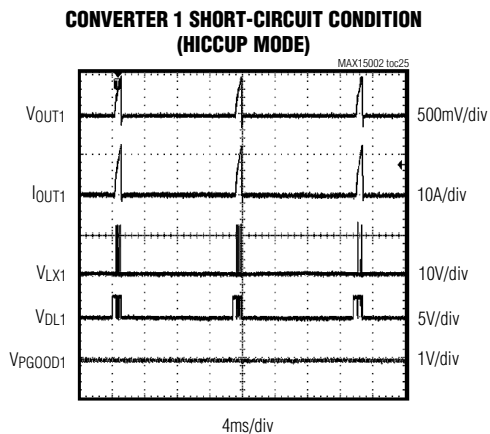 CONVERTER 1 SHORT-CIRCUIT CONDITION
(HICCUP MODE)
MAX15002 toc25
VOUT1
500mV/div
IOUT1
10A/div
VLX1
10V/div
VDL1
5V/div
VPGOOD1
1V/div
4ms/div